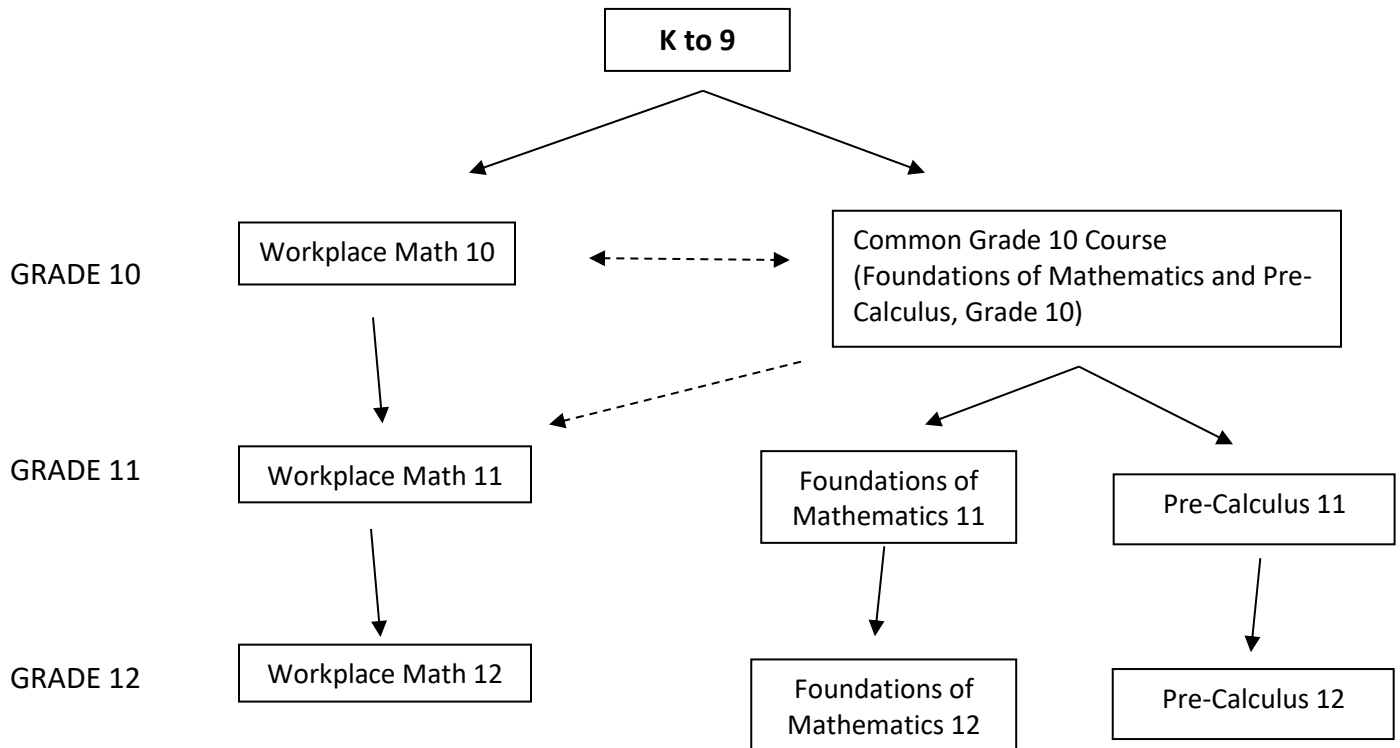 K to 9
GRADE 10
Workplace Math 10
Common Grade 10 Course
(Foundations of Mathematics and Pre-
Calculus, Grade 10)
GRADE 11
Workplace Math 11
Foundations of
Mathematics 11
Pre-Calculus 11
GRADE 12
Workplace Math 12
Foundations of
Mathematics 12
Pre-Calculus 12